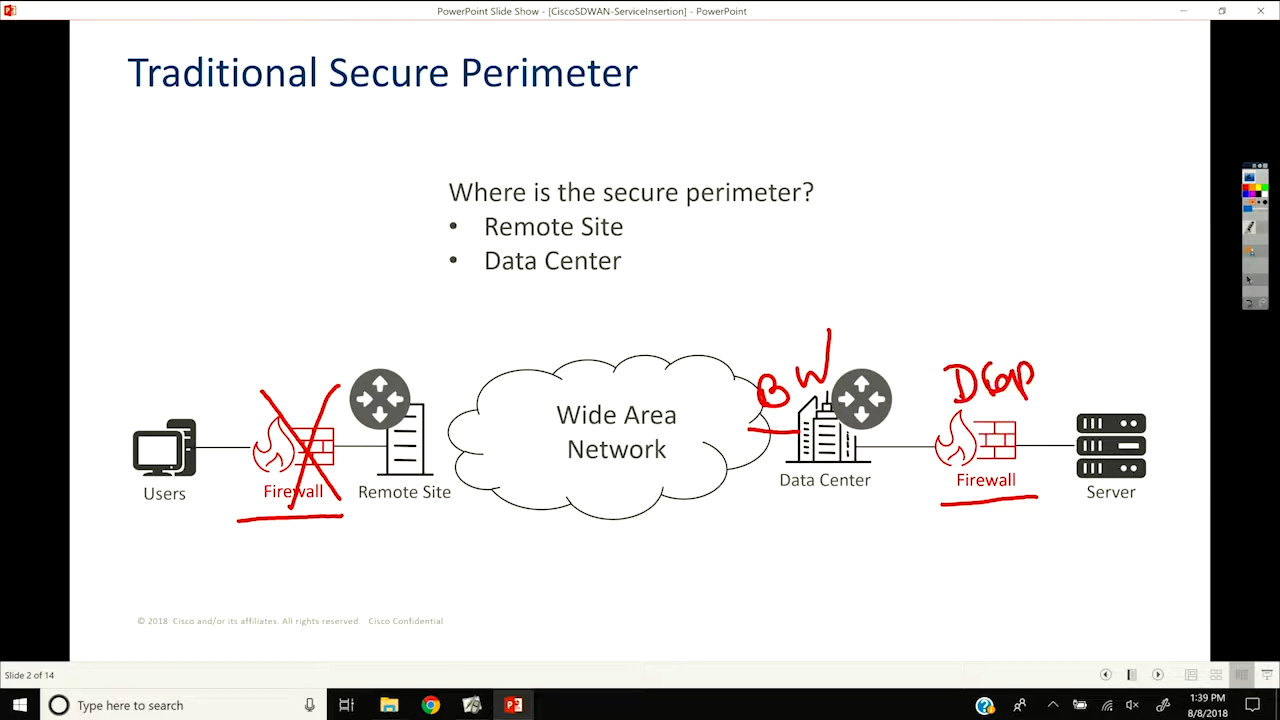 PowerPoint Slide Show - [CiscoSDWAN-ServiceInsertion] - PowerPoint
Traditional Secure Perimeter
Where is the secure perimeter?
• Remote Site
• Data Center
B W
Wide Area
Network
Users
Firewall
Remote Site
Data Center
Firewall
Server
© 2018 Cisco and/or its affiliates. All rights reserved. Cisco Confidential
Slide 2 of 14
Type here to search
1:39 PM
8/8/2018